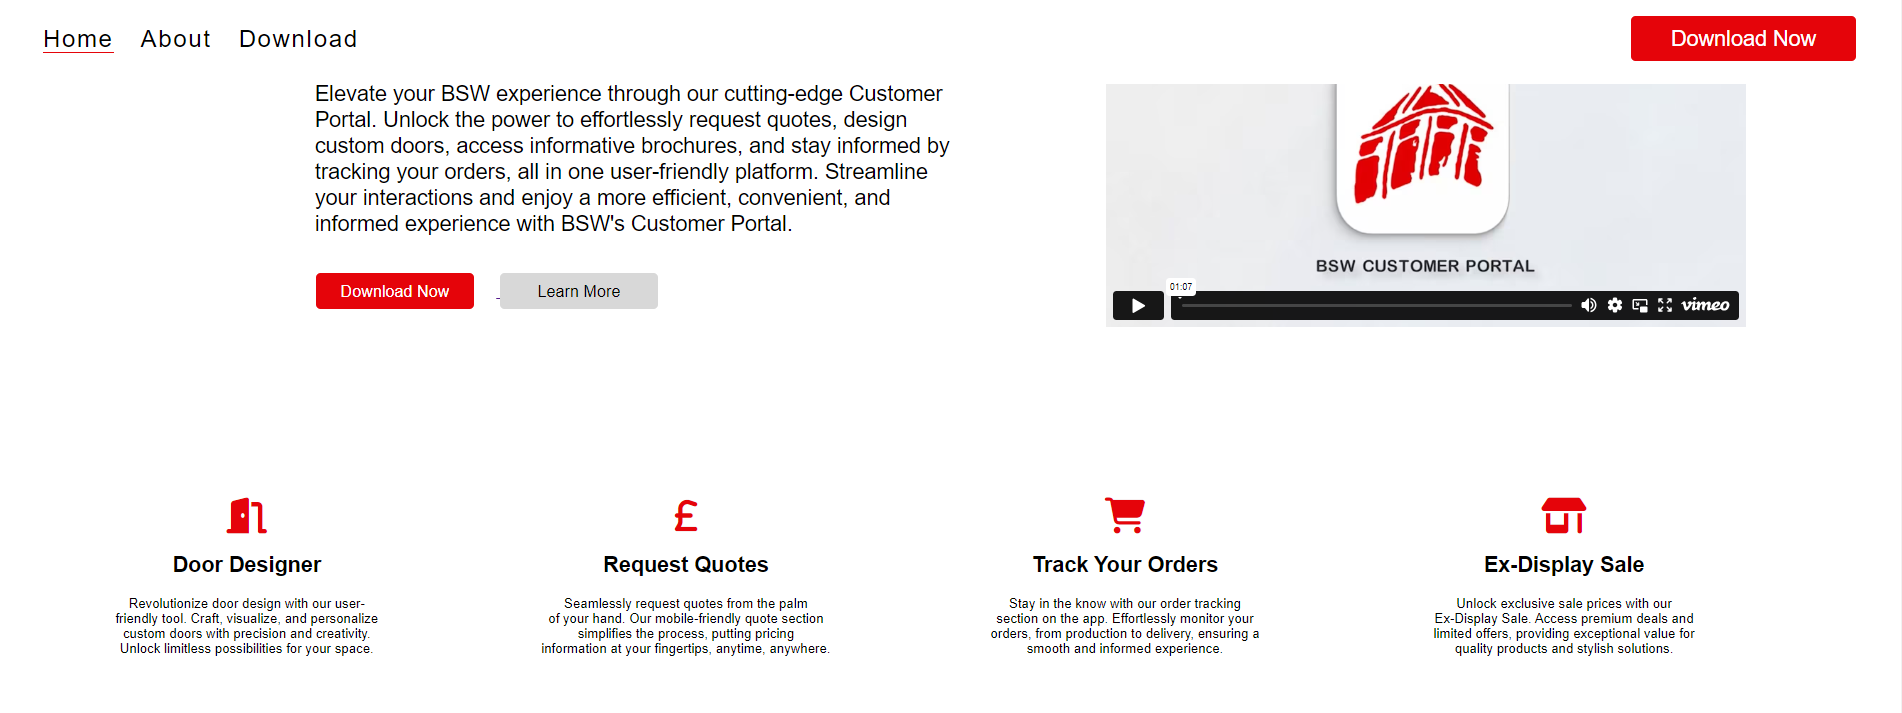 Home About Download Download Now
Elevate your BSW experience through our cutting-edge Customer
Portal. Unlock the power to effortlessly request quotes, design
custom doors, access informative brochures, and stay informed by
tracking your orders, all in one user-friendly platform. Streamline
your interactions and enjoy a more efficient, convenient, and
informed experience with BSW's Customer Portal.
Download Now Learn More
BSW CUSTOMER PORTAL
01:07
vimeo
£
Door Designer
Revolutionize door design with our user-
friendly tool. Craft, visualize, and personalize
custom doors with precision and creativity.
Unlock limitless possibilities for your space.
Request Quotes
Seamlessly request quotes from the palm
of your hand. Our mobile-friendly quote section
simplifies the process, putting pricing
information at your fingertips, anytime, anywhere.
Track Your Orders
Stay in the know with our order tracking
section on the app. Effortlessly monitor your
orders, from production to delivery, ensuring a
smooth and informed experience.
Ex-Display Sale
Unlock exclusive sale prices with our
Ex-Display Sale. Access premium deals and
limited offers, providing exceptional value for
quality products and stylish solutions.